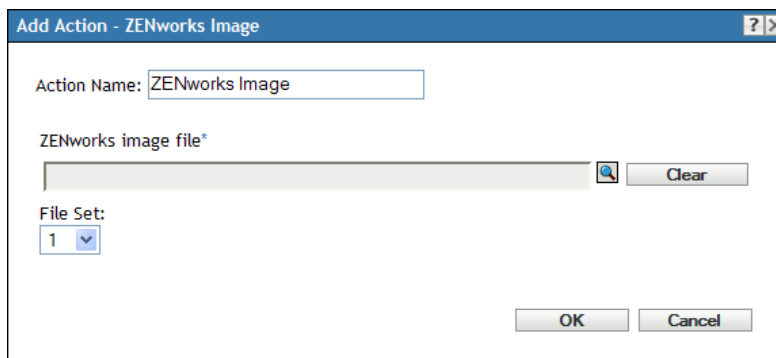 Add Action - ZENworks Image ?
Action Name: ZENworks Image
ZENworks image file*
Clear
File Set:
1
OK Cancel